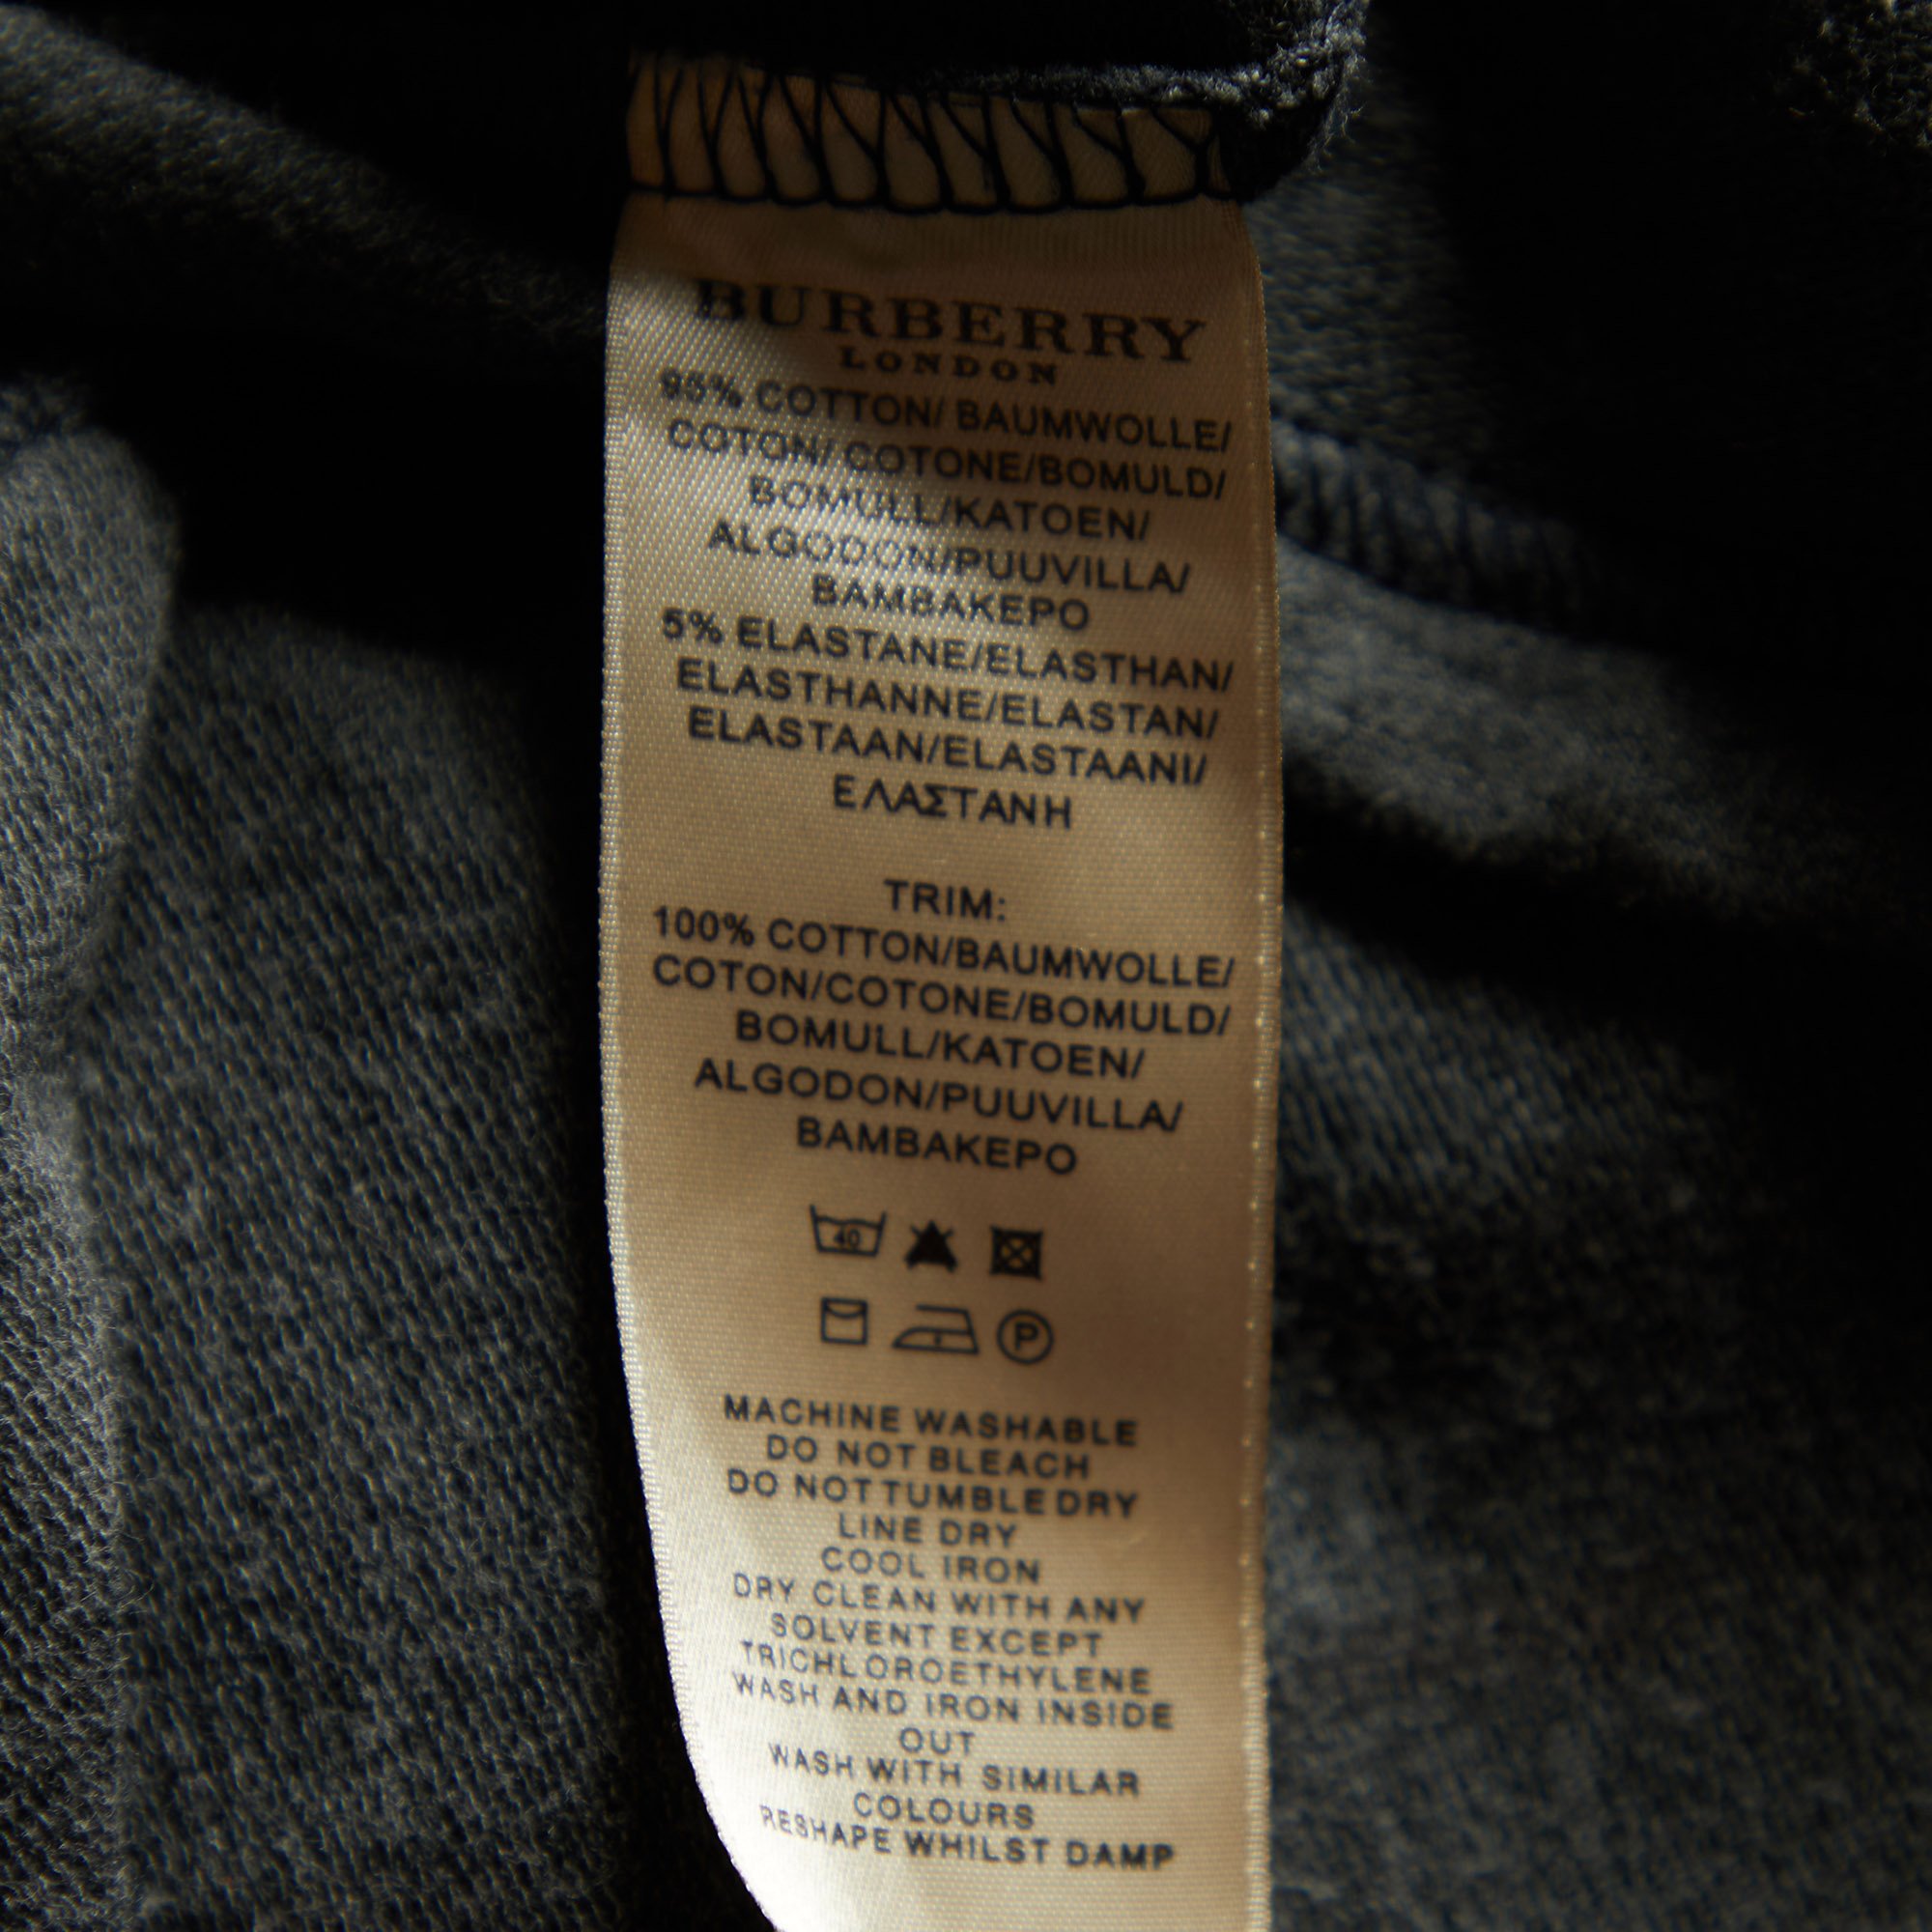 BURBERRY
LONDON
95% COTTON/ BAUMWOLLE/
COTON/ COTONE/BOMULD/
BOMULL/KATOEN/
ALGODON/PUUVILLA/
BAMBAKEPO
5% ELASTANE/ELASTHAN/
ELASTHANNE/ELASTAN/
ELASTAAN/ELASTAANI/
ΕΛΑΣΤΑΝΗ
TRIM:
100% COTTON/BAUMWOLLE/
COTON/COTONE/BOMULD/
BOMULL/KATOEN/
ALGODON/PUUVILLA/
BAMBAKEPO
40
P
MACHINE WASHABLE
DO NOT BLEACH
DO NOT TUMBLE DRY
LINE DRY
COOL IRON
DRY CLEAN WITH ANY
SOLVENT EXCEPT
TRICHLOROETHYLENE
WASH AND IRON INSIDE
OUT
WASH WITH SIMILAR
COLOURS
RESHAPE WHILST DAMP